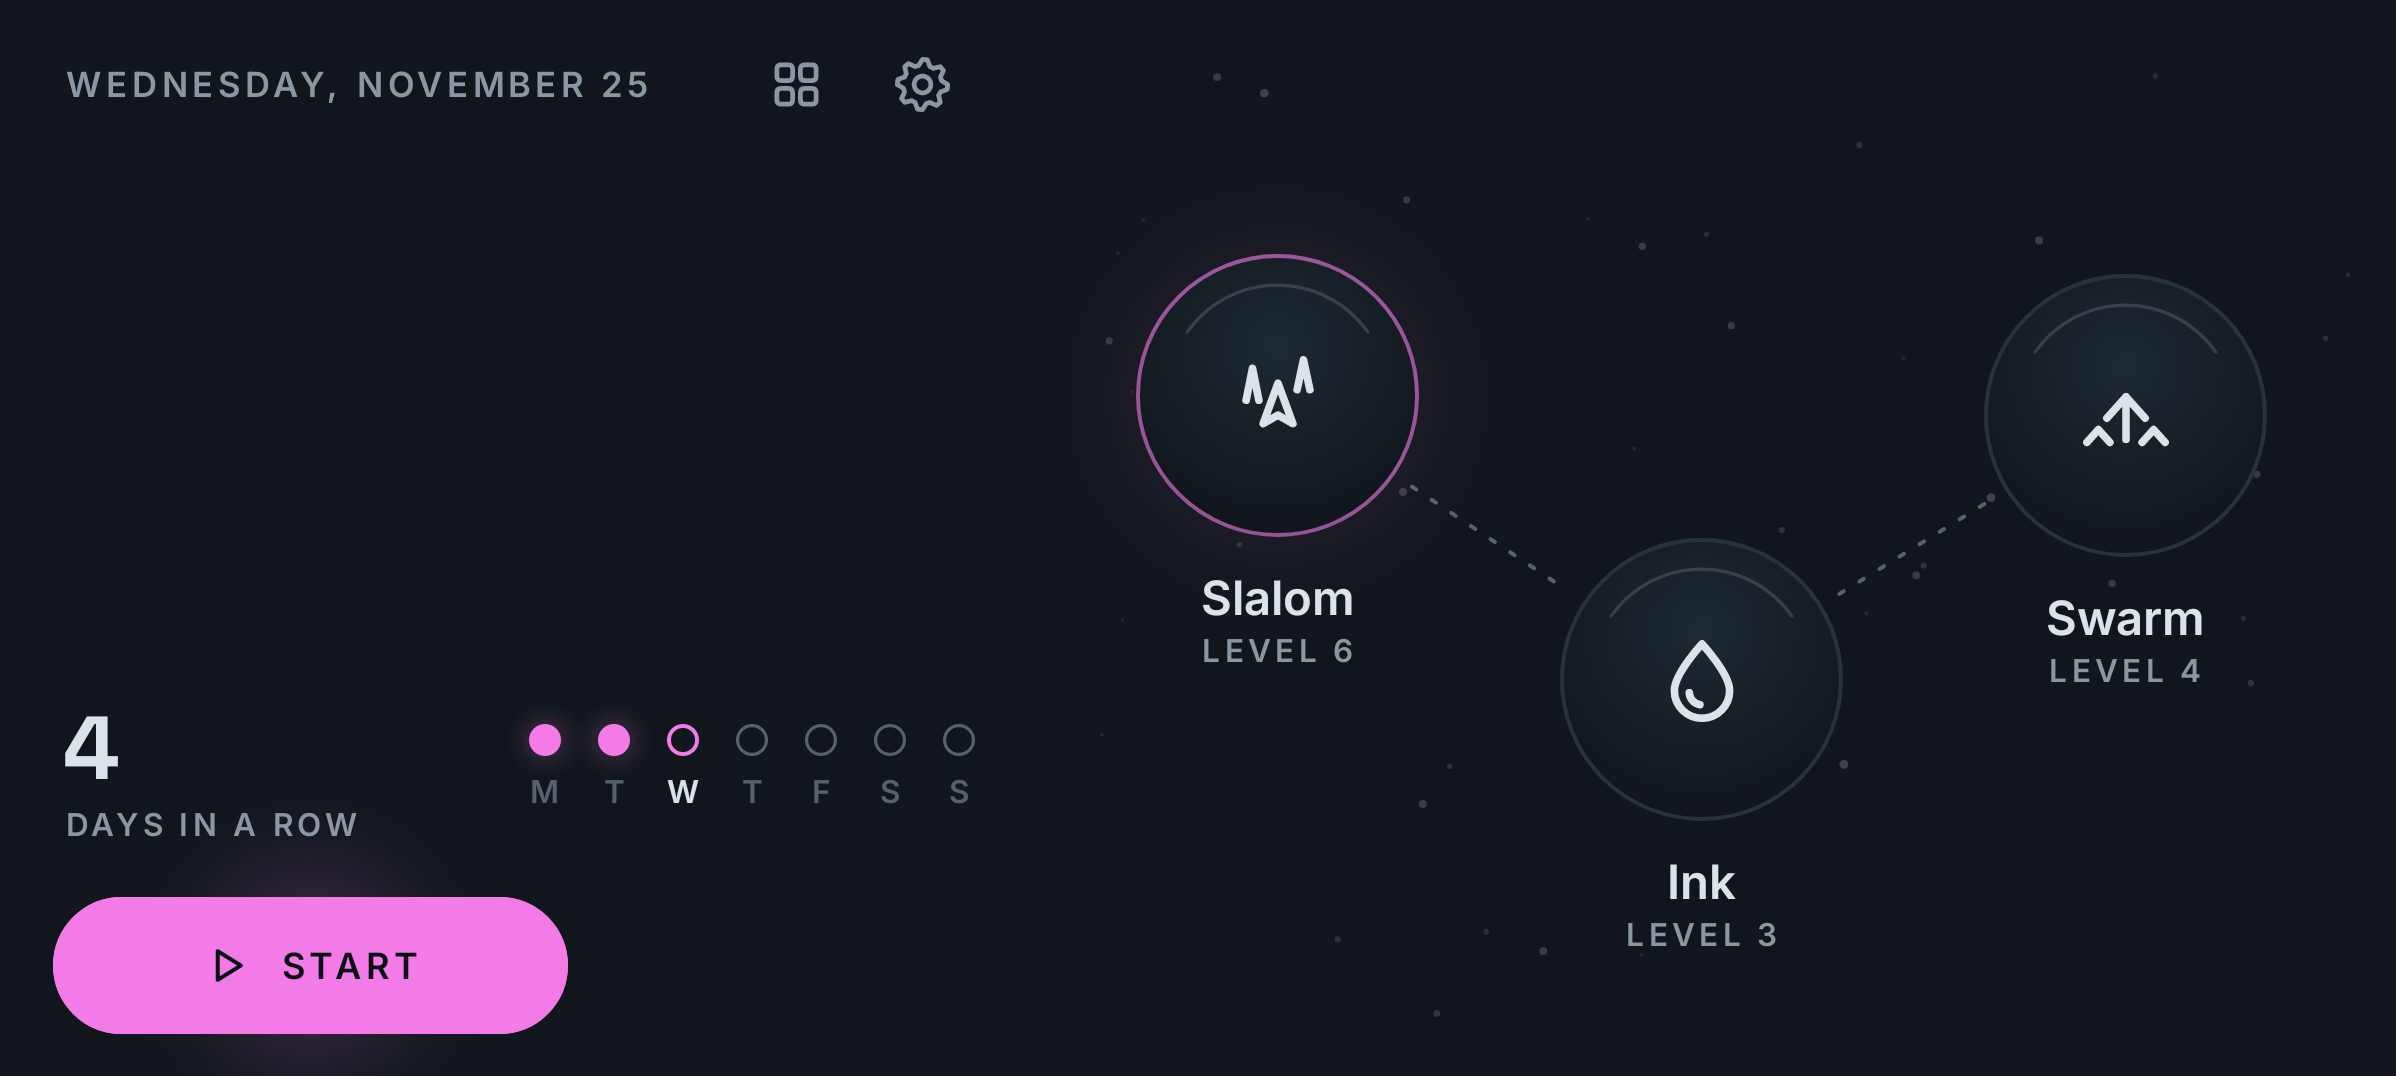 WEDNESDAY, NOVEMBER 25
Slalom
LEVEL 6
Swarm
LEVEL 4
Ink
LEVEL 3
4
DAYS IN A ROW
M T W T F S S
START